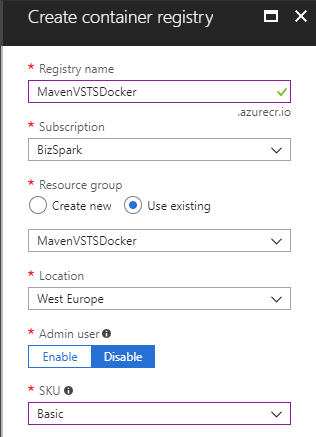 Create container registry
* Registry name
MavenVSTSDocker
.azurecr.io
* Subscription
BizSpark
* Resource group
Create new Use existing
MavenVSTSDocker
* Location
West Europe
* Admin user
Enable Disable
* SKU
Basic